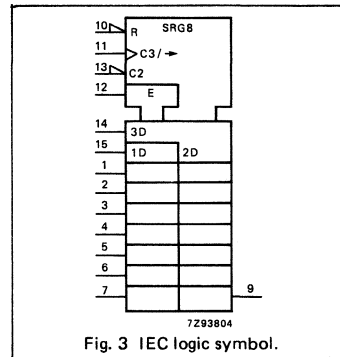 10 R SRG8
11 C3/→
13 C2
12 E
14 3D
15 1D 2D
1
2
3
4
5
6
7 9
7Z93804
Fig. 3 IEC logic symbol.